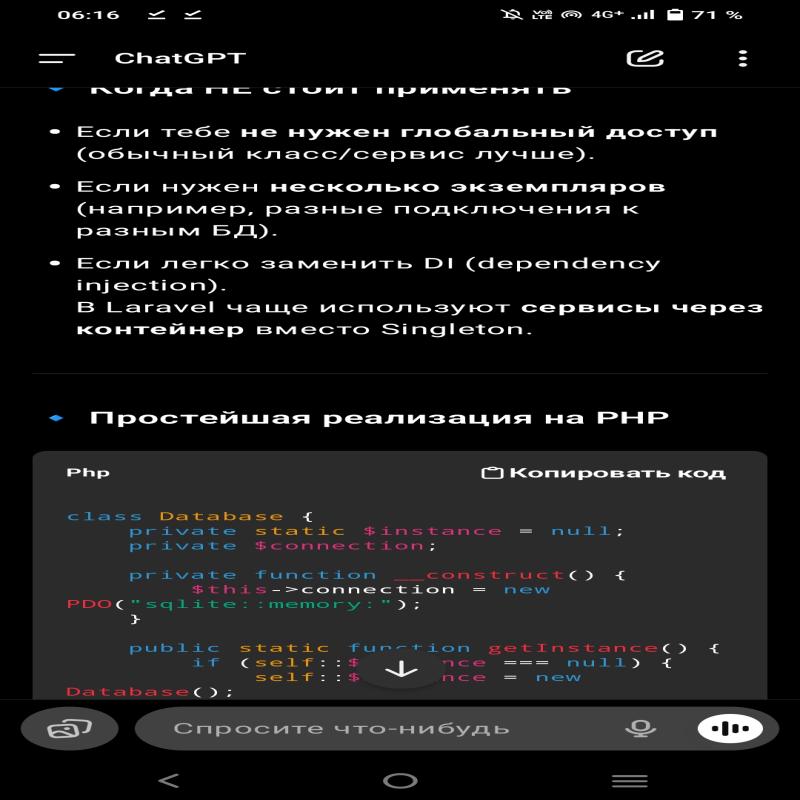 06:16 VoD LTE 4G+ 71 %
ChatGPT
Когда НЕ стоит применять
Если тебе не нужен глобальный доступ
(обычный класс/сервис лучше).
Если нужен несколько экземпляров
(например, разные подключения к
разным БД).
Если легко заменить DI (dependency
injection).
В Laravel чаще используют сервисы через
контейнер вместо Singleton.
Простейшая реализация на PHP
Php Копировать код
class Database {
private static $instance = null;
private $connection;
private function __construct() {
$this->connection = new
PDO("sqlite::memory:");
}
public static function getInstance() {
if (self::$ nce === null) {
self::$ nce = new
Database();
Спросите что-нибудь